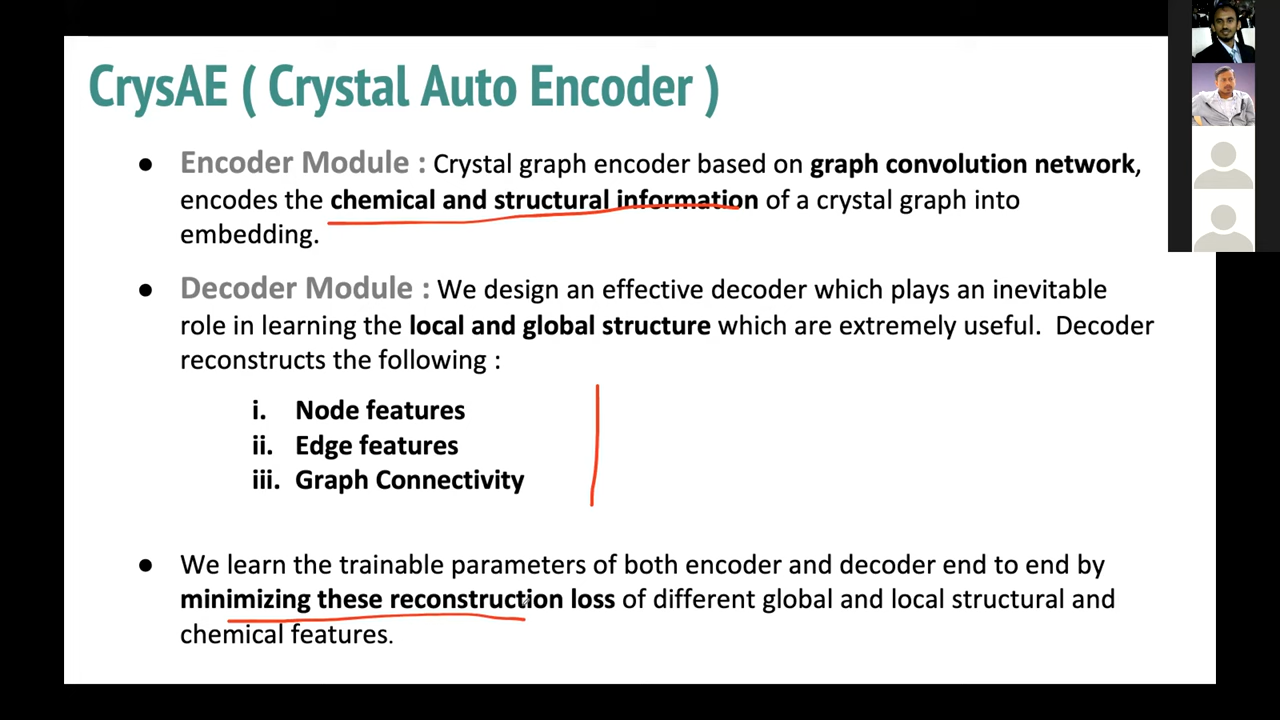 CrysAE ( Crystal Auto Encoder )
● Encoder Module : Crystal graph encoder based on graph convolution network,
encodes the chemical and structural information of a crystal graph into
embedding.
● Decoder Module : We design an effective decoder which plays an inevitable
role in learning the local and global structure which are extremely useful. Decoder
reconstructs the following :
i. Node features
ii. Edge features
iii. Graph Connectivity
● We learn the trainable parameters of both encoder and decoder end to end by
minimizing these reconstruction loss of different global and local structural and
chemical features.